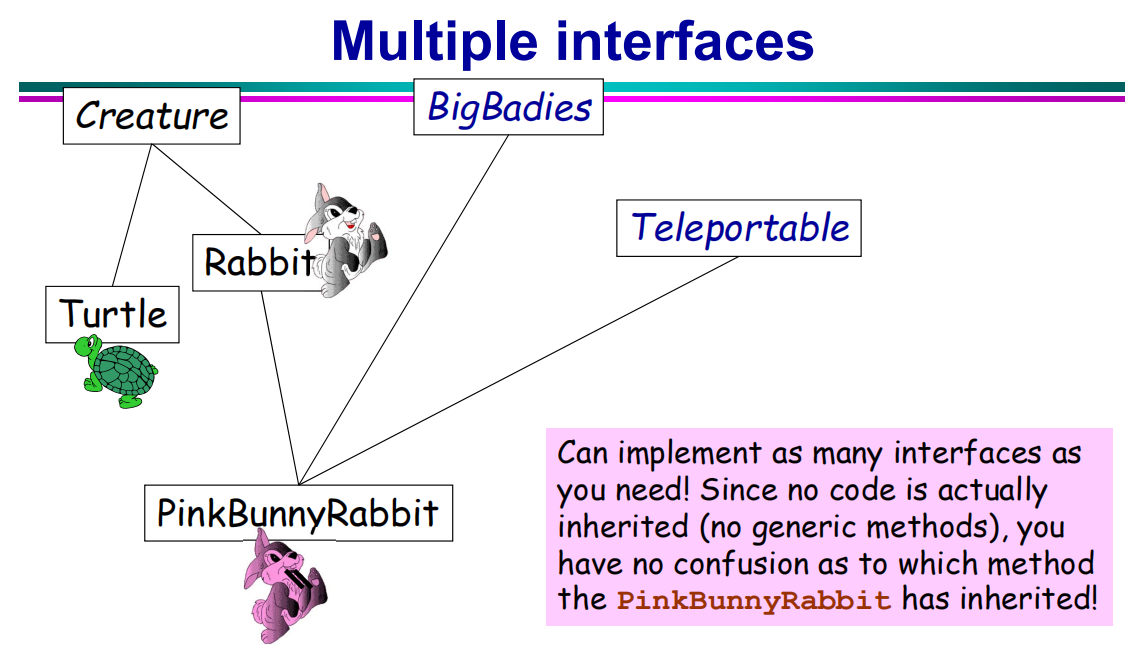 Multiple interfaces
Creature
BigBadies
Teleportable
Rabbit
Turtle
PinkBunnyRabbit
Can implement as many interfaces as
you need! Since no code is actually
inherited (no generic methods), you
have no confusion as to which method
the PinkBunnyRabbit has inherited!